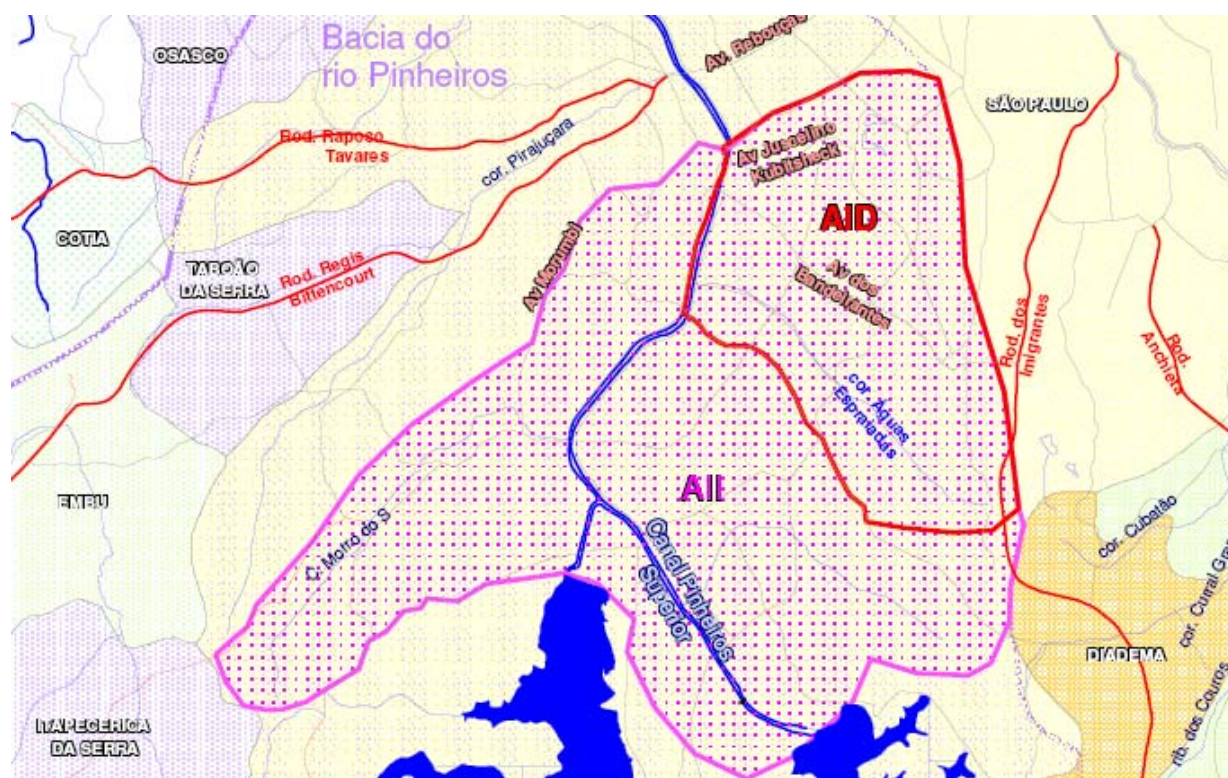 Bacia do
rio Pinheiros
OSASCO
Av. Rebouças
SÃO PAULO
Rod. Raposo
Tavares
cor. Pirajuçara
Av Juscelino
Kubitsheck
AID
COTIA
TABOÃO
DA SERRA
Rod. Regis
Bittencourt
Av Morumbi
Av dos
Bandeirantes
Rod. dos
Imigrantes
Rod.
Anchieta
cor. Águas
Espraiadas
AII
EMBU
C. Morro do S
Canal Pinheiros
Superior
cor. Cubatão
cor. Curral Gran
DIADEMA
rib. dos Couros
ITAPECERICA
DA SERRA